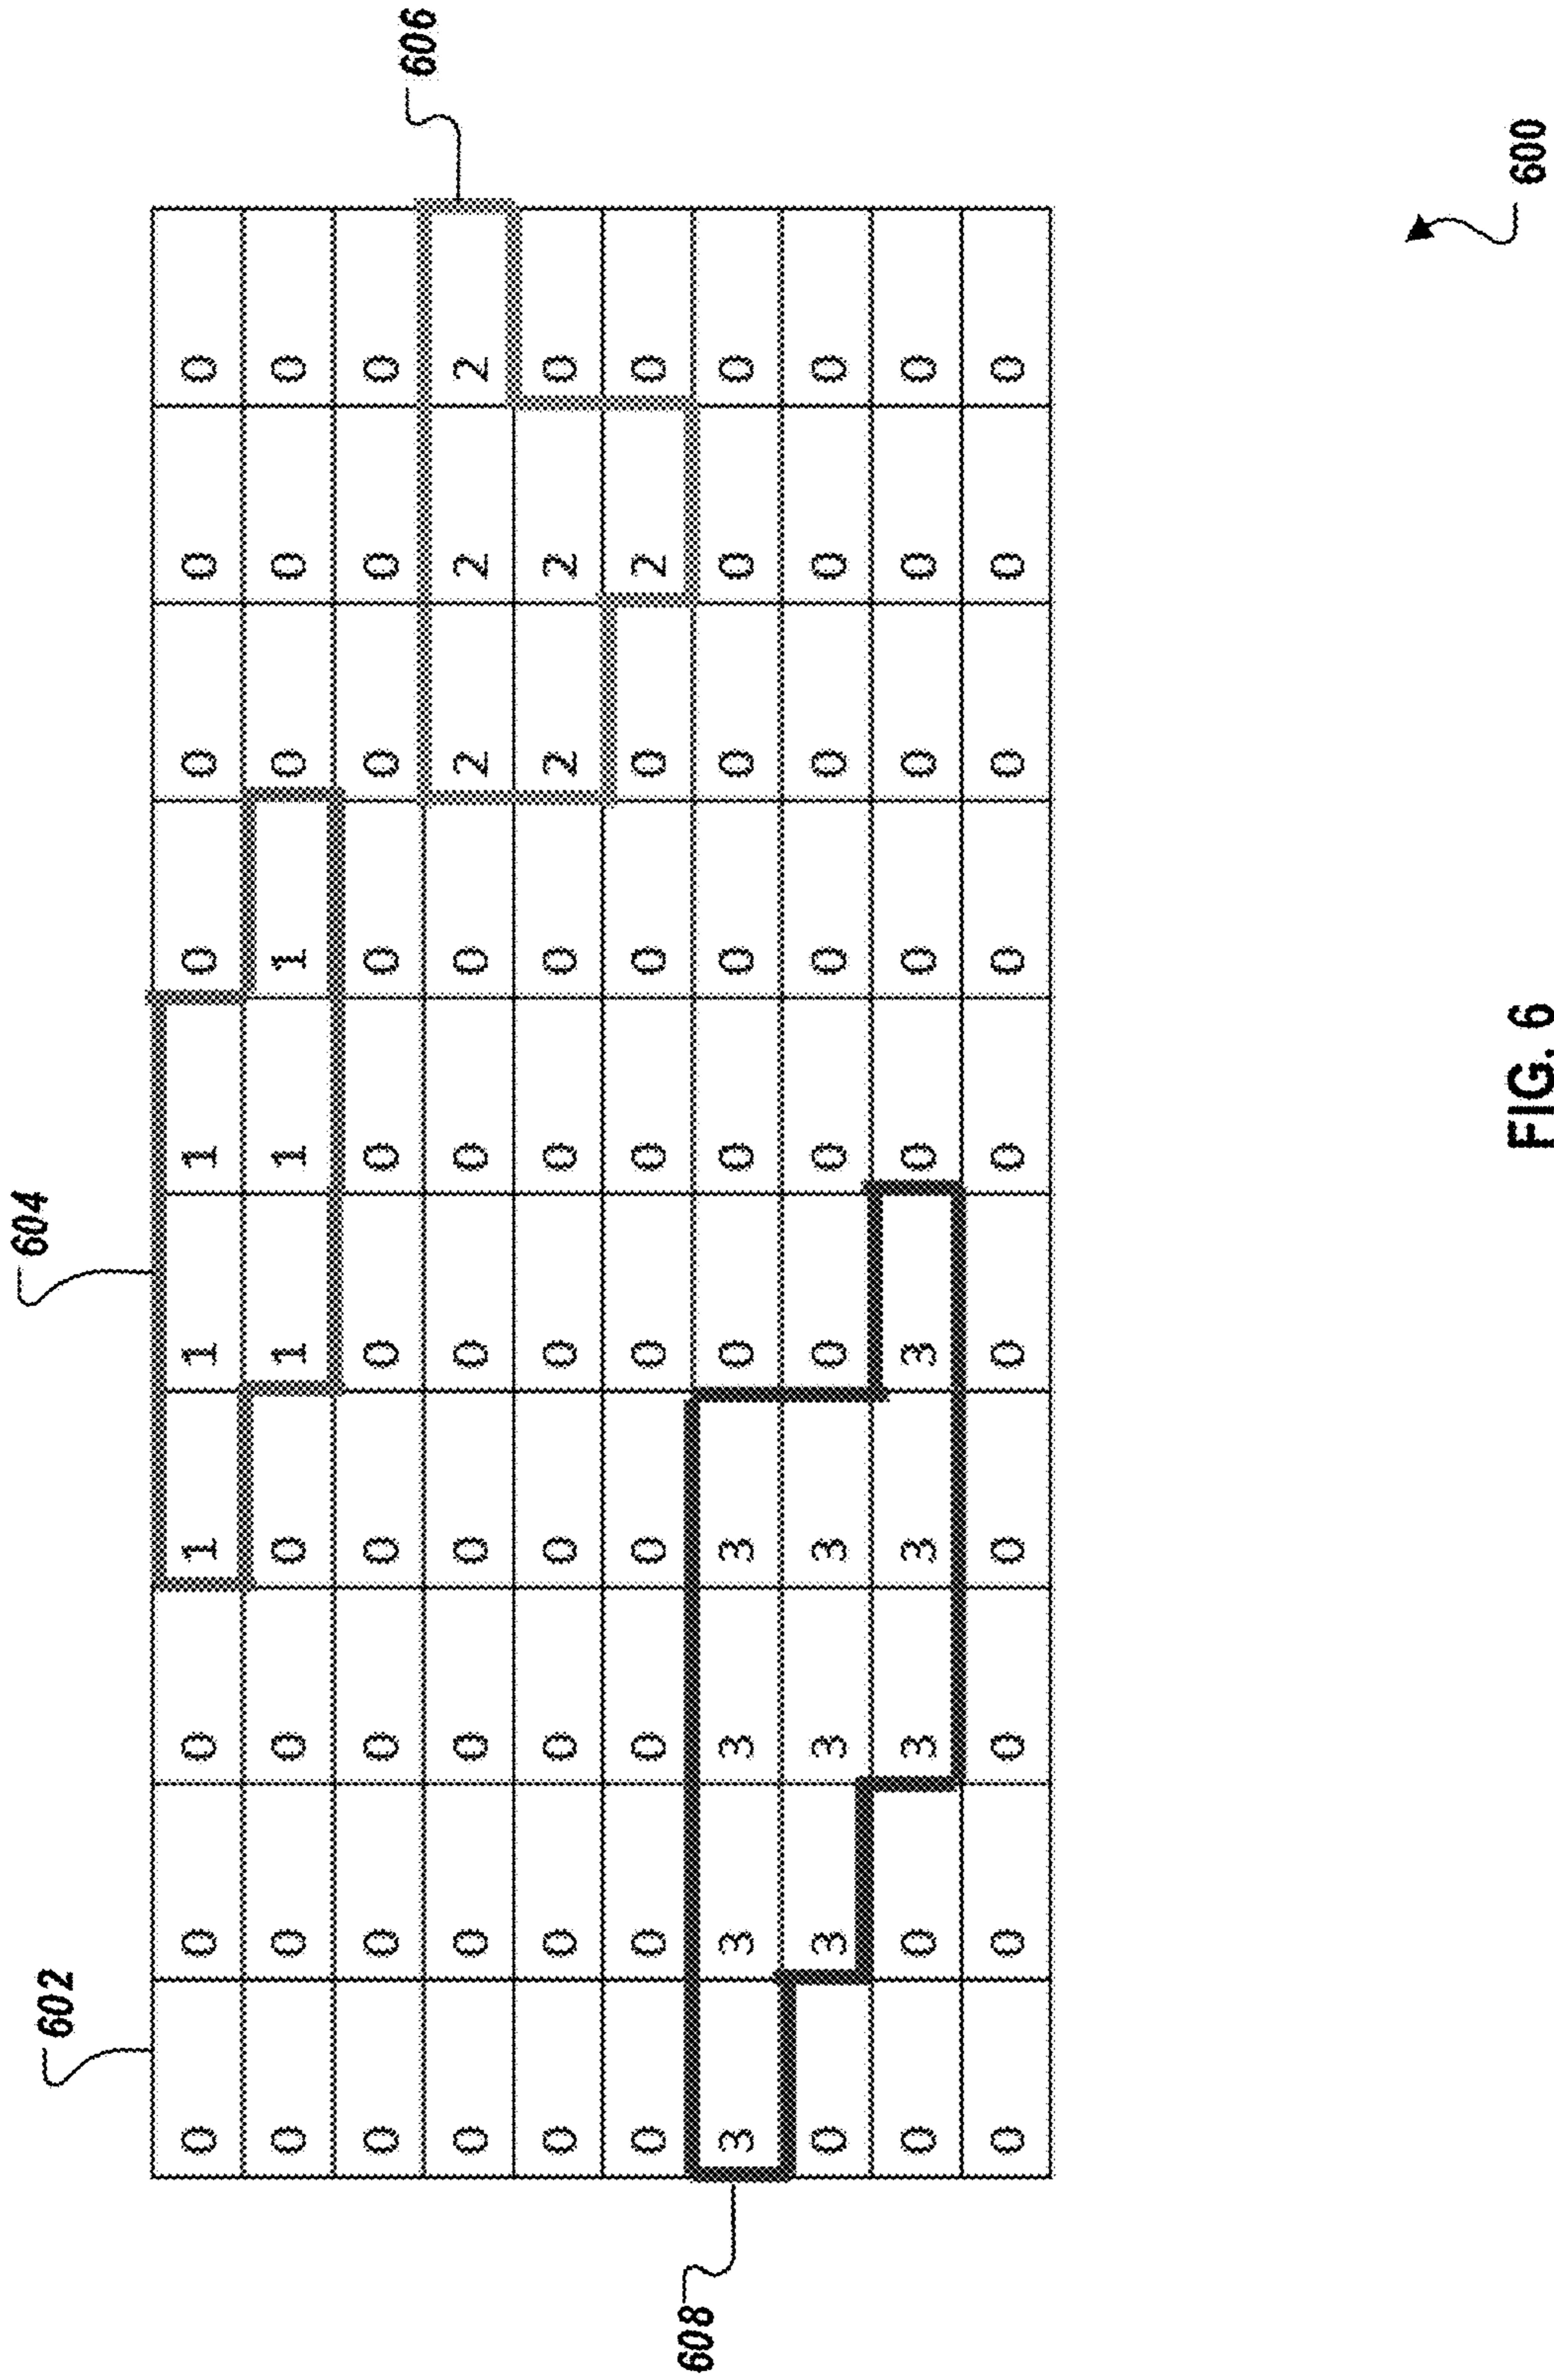 604
602
0 0 0 1 1 1 0 0 0 0
0 0 0 0 1 1 1 0 0 0
0 0 0 0 0 0 0 0 0 0
606
0 0 0 0 0 0 0 2 2 2
0 0 0 0 0 0 0 2 2 0
0 0 0 0 0 0 0 0 2 0
608
3 3 3 3 0 0 0 0 0 0
0 3 3 3 0 0 0 0 0 0
0 0 3 3 3 0 0 0 0 0
0 0 0 0 0 0 0 0 0 0
600
FIG. 6